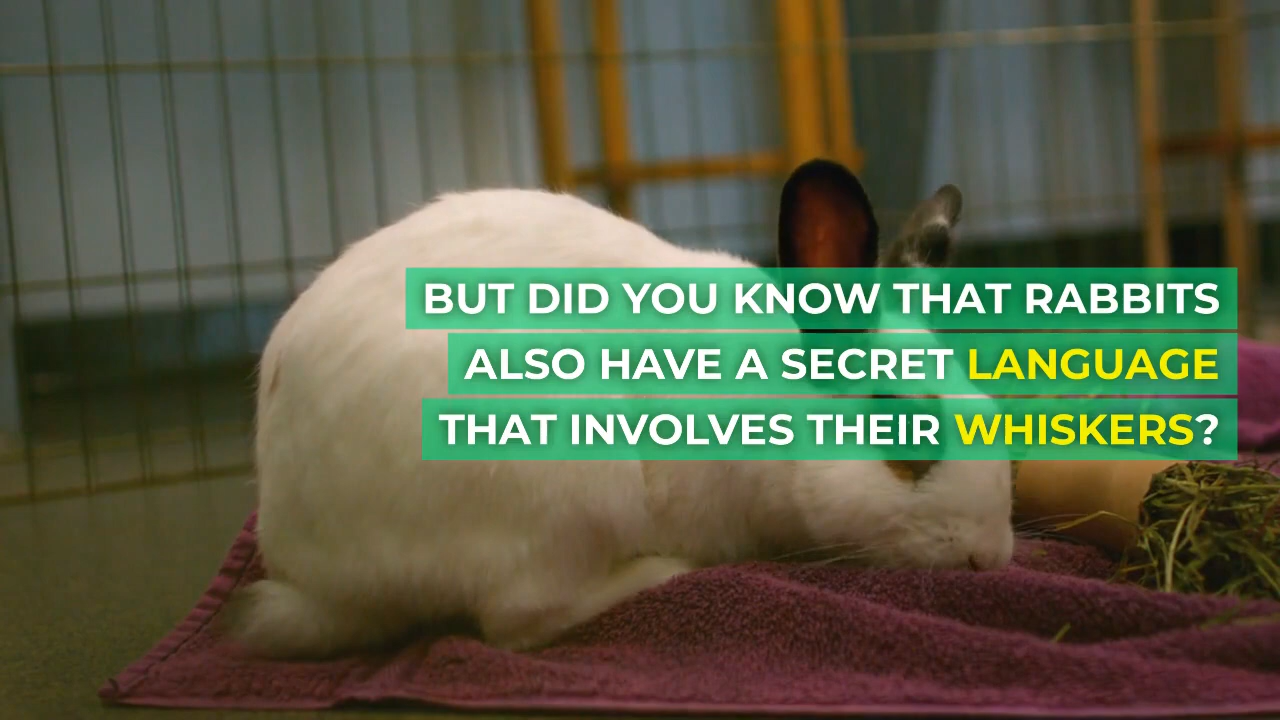 BUT DID YOU KNOW THAT RABBITS
ALSO HAVE A SECRET LANGUAGE
THAT INVOLVES THEIR WHISKERS?